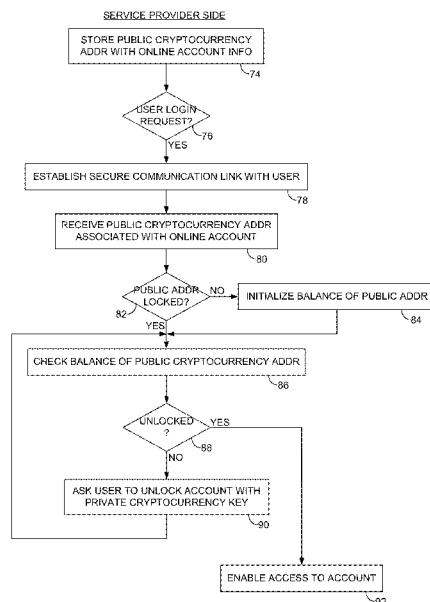 SERVICE PROVIDER SIDE
STORE PUBLIC CRYPTOCURRENCY
ADDR WITH ONLINE ACCOUNT INFO
74
USER LOGIN
REQUEST?
76
YES
ESTABLISH SECURE COMMUNICATION LINK WITH USER
78
RECEIVE PUBLIC CRYPTOCURRENCY ADDR
ASSOCIATED WITH ONLINE ACCOUNT
80
PUBLIC ADDR
LOCKED?
NO
82
YES
INITIALIZE BALANCE OF PUBLIC ADDR
84
CHECK BALANCE OF PUBLIC CRYPTOCURRENCY ADDR
86
UNLOCKED
?
YES
88
NO
ASK USER TO UNLOCK ACCOUNT WITH
PRIVATE CRYPTOCURRENCY KEY
90
ENABLE ACCESS TO ACCOUNT
92